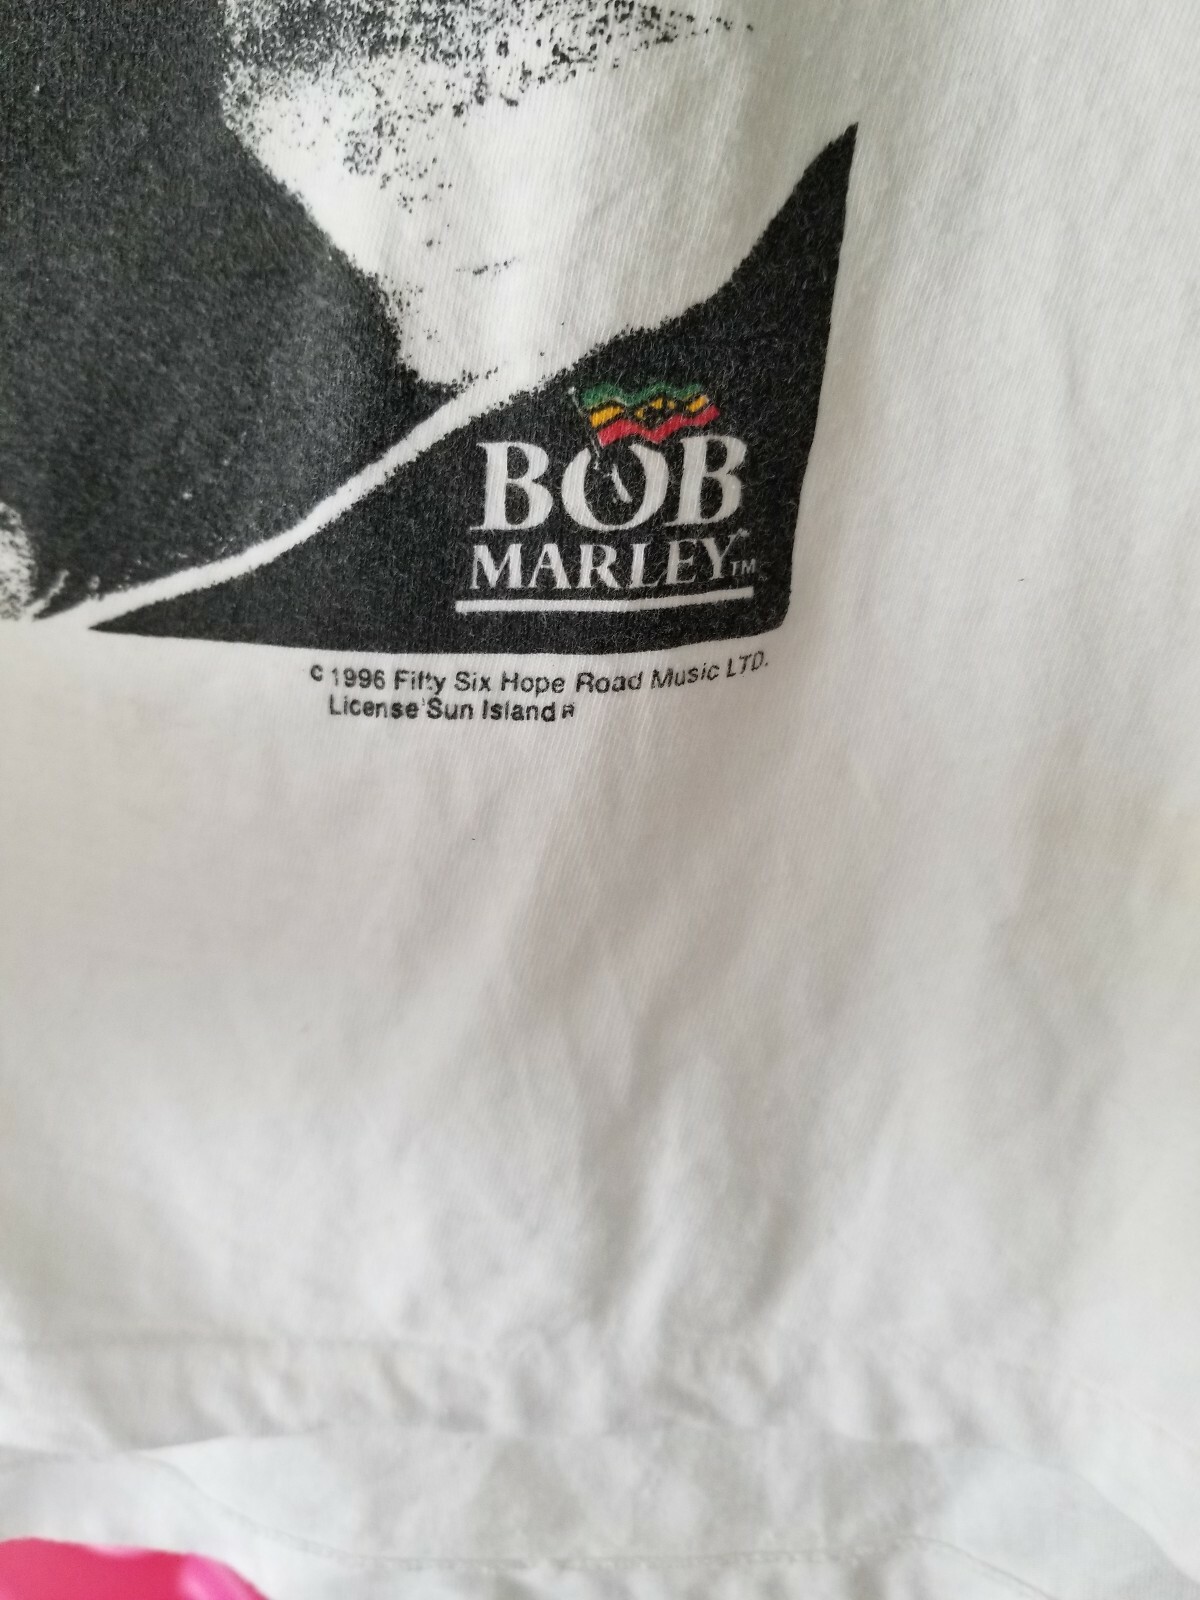 BOB
MARLEY™
© 1996 Fifty Six Hope Road Music LTD.
License Sun Island ®